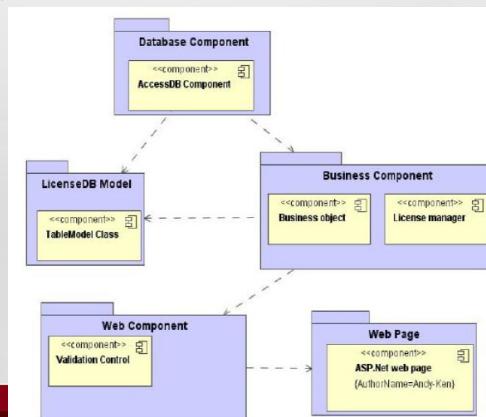 Database Component
<<component>>
AccessDB Component
LicenseDB Model
<<component>>
TableModel Class
Business Component
<<component>>
Business object
<<component>>
License manager
Web Component
<<component>>
Validation Control
Web Page
<<component>>
ASP.Net web page
{AuthorName=Andy-Ken}